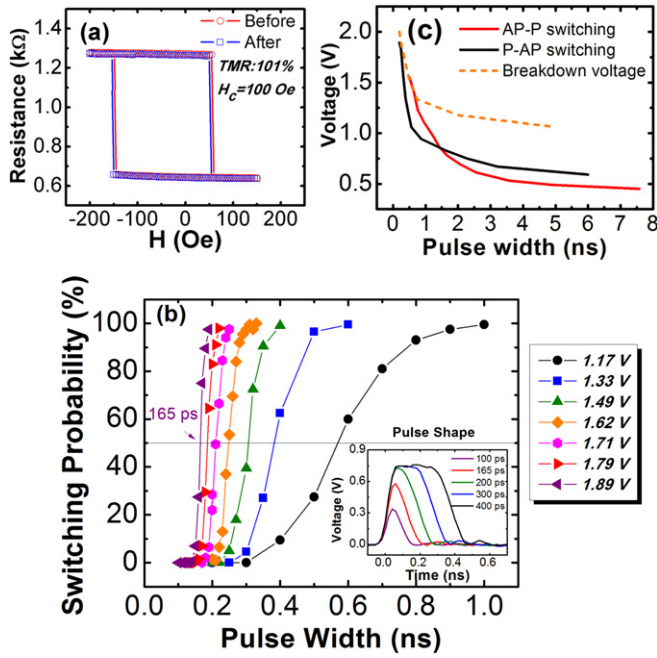 (a)
Before
After
TMR:101%
H_C=100 Oe
Resistance (kΩ)
1.4
1.2
1.0
0.8
0.6
-200 -100 0 100 200
H (Oe)
(c)
AP-P switching
P-AP switching
Breakdown voltage
Voltage (V)
2.0
1.5
1.0
0.5
0 1 2 3 4 5 6 7 8
Pulse width (ns)
(b)
Switching Probability (%)
100
80
60
40
20
0
165 ps
0.0 0.2 0.4 0.6 0.8 1.0
Pulse Width (ns)
Pulse Shape
Voltage (V)
0.9
0.6
0.3
0.0
100 ps
165 ps
200 ps
300 ps
400 ps
0.0 0.2 0.4 0.6
Time (ns)
1.17 V
1.33 V
1.49 V
1.62 V
1.71 V
1.79 V
1.89 V